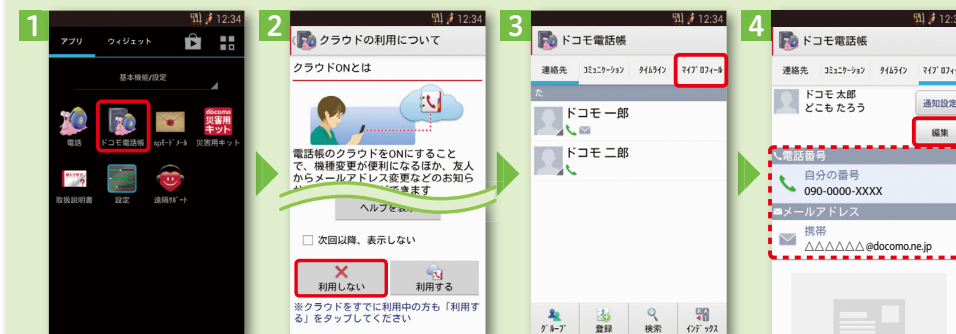 1
12:34
アプリ ウィジェット
基本機能/設定
電話 ドコモ電話帳 spモードメール 災害用キット
docomo
災害用
キット
取扱説明書 設定 遠隔サポート
2
12:34
クラウドの利用について
クラウドONとは
電話帳のクラウドをONにすること
で、機種変更が便利になるほか、友人
からメールアドレス変更などのお知ら
ができます
ヘルプを表
次回以降、表示しない
利用しない 利用する
※クラウドをすでに利用中の方も「利用す
る」をタップしてください
3
12:34
ドコモ電話帳
連絡先 コミュニケーション タイムライン マイプロフィール
た
ドコモ 一郎
ドコモ 二郎
グループ 登録 検索 インデックス
4
12:3
ドコモ電話帳
連絡先 コミュニケーション タイムライン マイプロフィー
ドコモ 太郎
どこも たろう
通知設定
編集
電話番号
自分の番号
090-0000-XXXX
メールアドレス
携帯
△△△△△△@docomo.ne.jp